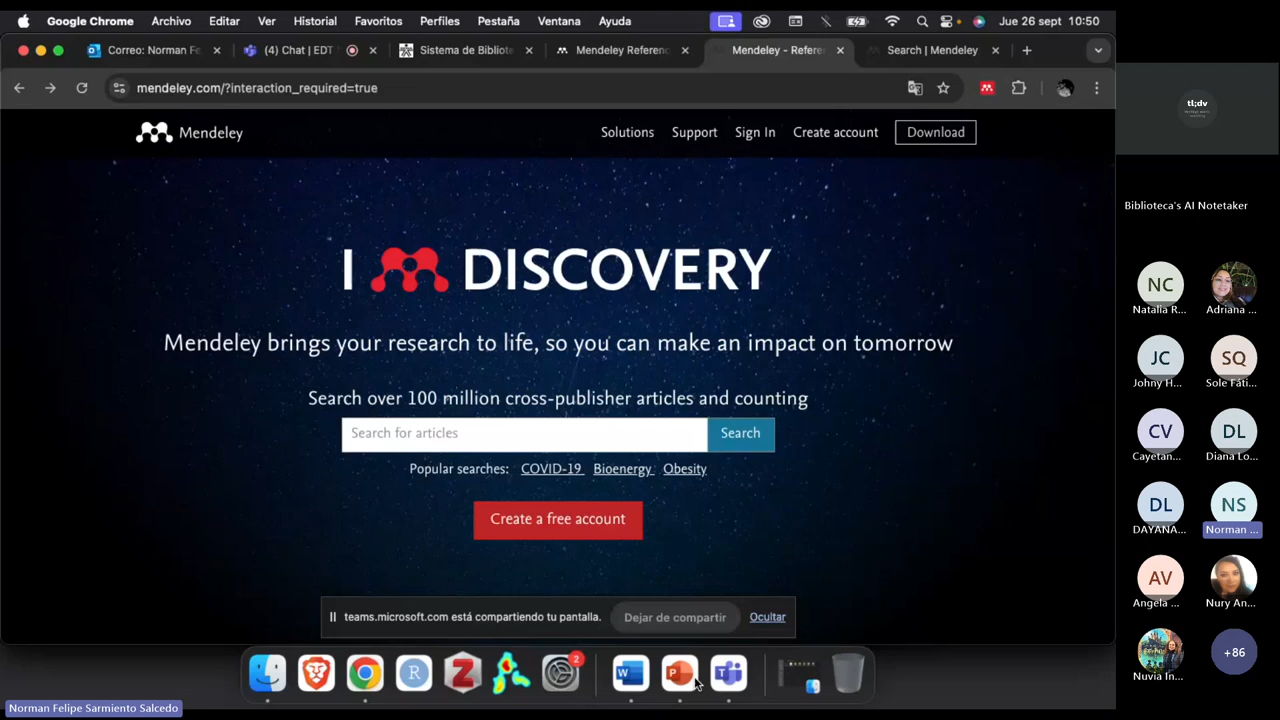 Google Chrome Archivo Editar Ver Historial Favoritos Perfiles Pestaña Ventana Ayuda Jue 26 sept 10:50
Correo: Norman Fe (4) Chat | EDT Sistema de Bibliote Mendeley Referenc Mendeley - Refere Search | Mendeley
mendeley.com/?interaction_required=true
Mendeley Solutions Support Sign In Create account Download
I DISCOVERY
Mendeley brings your research to life, so you can make an impact on tomorrow
Search over 100 million cross-publisher articles and counting
Search for articles Search
Popular searches: COVID-19 Bioenergy Obesity
Create a free account
teams.microsoft.com está compartiendo tu pantalla. Dejar de compartir Ocultar
2
Norman Felipe Sarmiento Salcedo
tl;dv
Biblioteca's AI Notetaker
NC
Natalia R... Adriana ...
JC SQ
Johny H... Sole Fáti...
CV DL
Cayetan... Diana Lo...
DL NS
DAYANA... Norman ...
AV
Angela ... Nury An...
+86
Nuvia In...